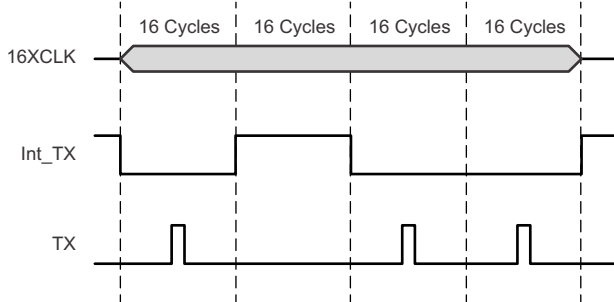 16 Cycles 16 Cycles 16 Cycles 16 Cycles
16XCLK
Int_TX
TX